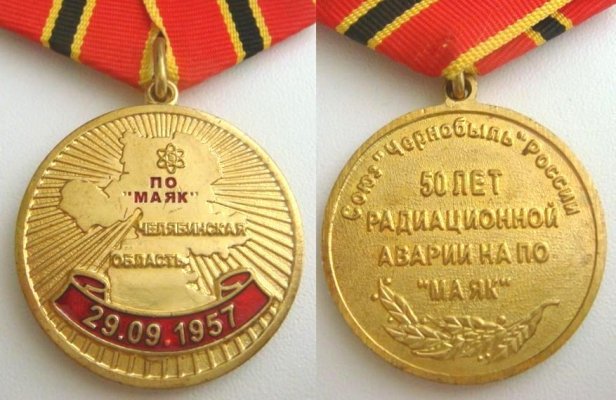 ПО
"МАЯК"
ЧЕЛЯБИНСКАЯ
ОБЛАСТЬ
29.09.1957
Союз "Чернобыль" России
50 ЛЕТ
РАДИАЦИОННОЙ
АВАРИИ НА ПО
"МАЯК"